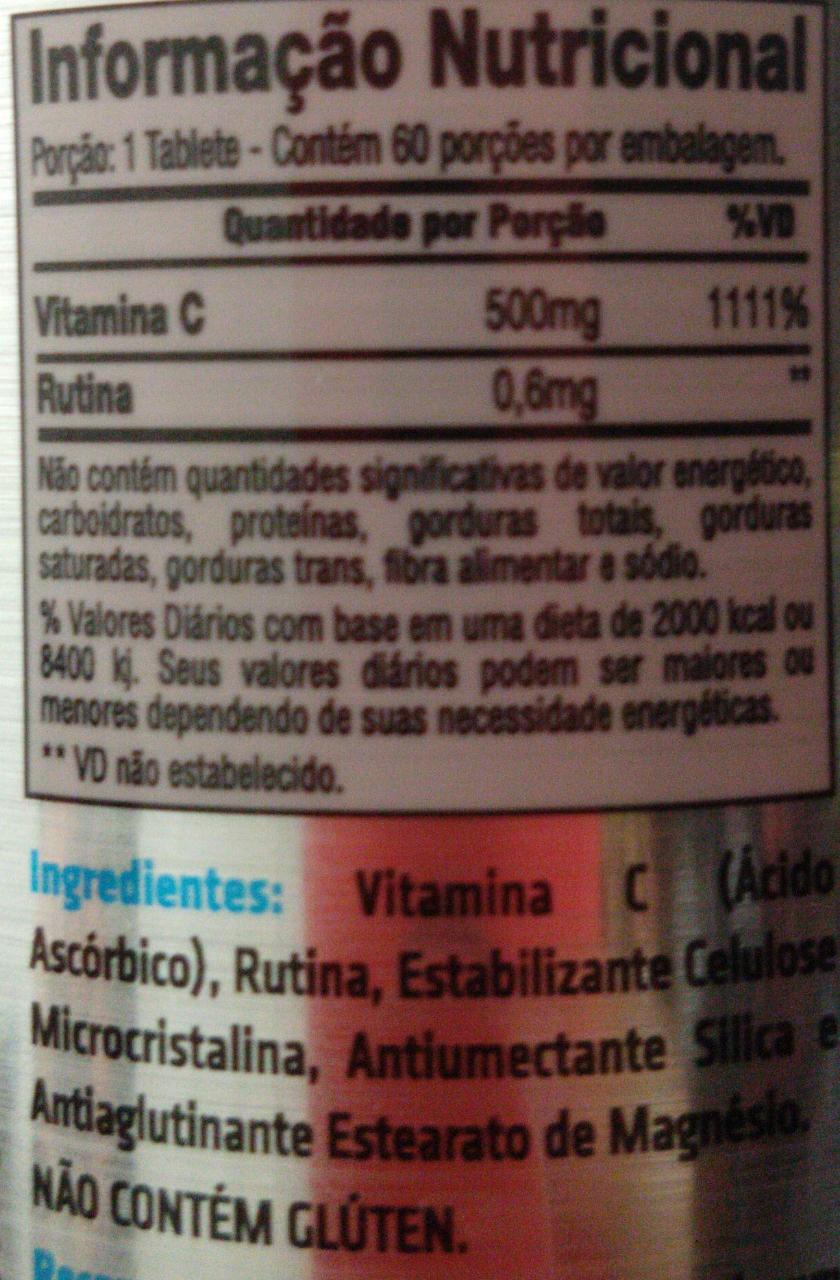 Informação Nutricional
Porção: 1 Tablete - Contém 60 porções por embalagem.
Quantidade por Porção %VD
Vitamina C 500mg 1111%
Rutina 0,6mg **
Não contém quantidades significativas de valor energético,
carboidratos, proteínas, gorduras totais, gorduras
saturadas, gorduras trans, fibra alimentar e sódio.
% Valores Diários com base em uma dieta de 2000 kcal ou
8400 kj. Seus valores diários podem ser maiores ou
menores dependendo de suas necessidade energéticas.
** VD não estabelecido.
Ingredientes: Vitamina C (Ácido
Ascórbico), Rutina, Estabilizante Celulose
Microcristalina, Antiumectante Sílica e
Antiaglutinante Estearato de Magnésio.
NÃO CONTÉM GLÚTEN.